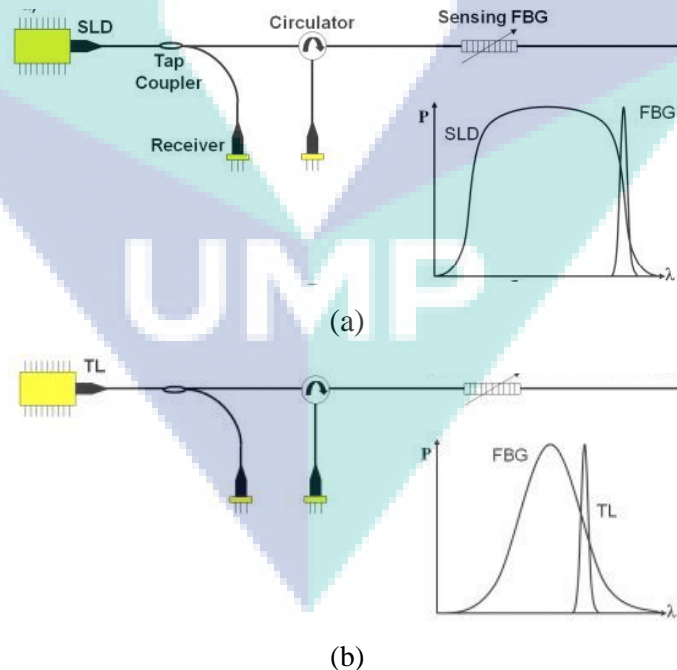 SLD
Circulator
Sensing FBG
Tap
Coupler
Receiver
P
SLD
FBG
λ
UMP
(a)
TL
P
FBG
TL
λ
(b)